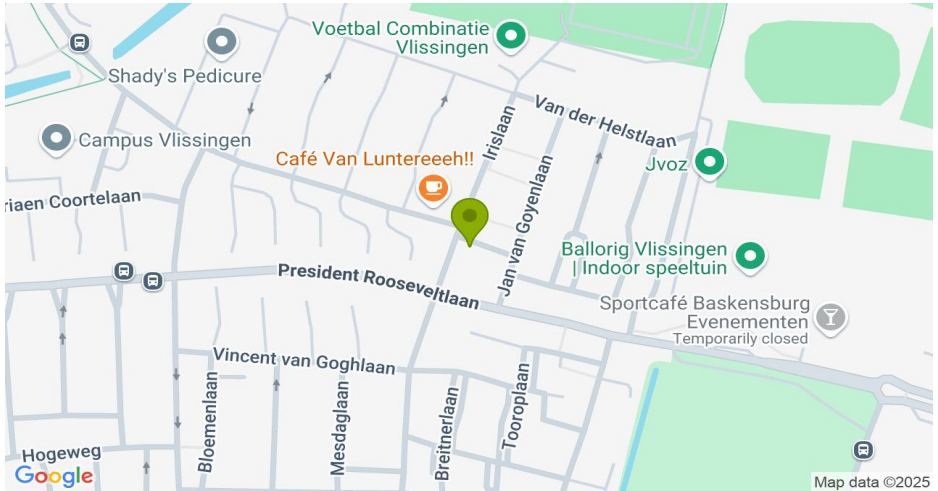 Voetbal Combinatie
Vlissingen
Shady's Pedicure
Van der Helstlaan
Campus Vlissingen
Irislaan
Café Van Luntereeeh!!
Jvoz
Jan van Goyenlaan
riaen Coortelaan
Ballorig Vlissingen
| Indoor speeltuin
President Rooseveltlaan
Sportcafé Baskensburg
Evenementen
Temporarily closed
Vincent van Goghlaan
Bloemenlaan
Mesdaglaan
Breitnerlaan
Tooroplaan
Hogeweg
Google
Map data ©2025